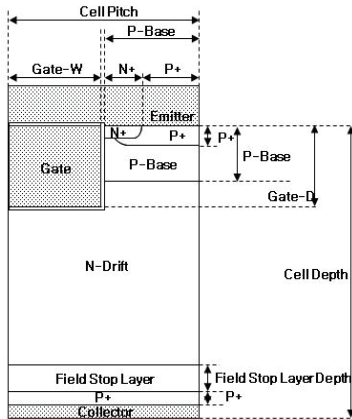 Cell Pitch
P-Base
Gate-W N+ P+
Emitter
N+ P+ P+
Gate P-Base P-Base
Gate-D
N-Drift Cell Depth
Field Stop Layer Field Stop Layer Depth
P+ P+
Collector